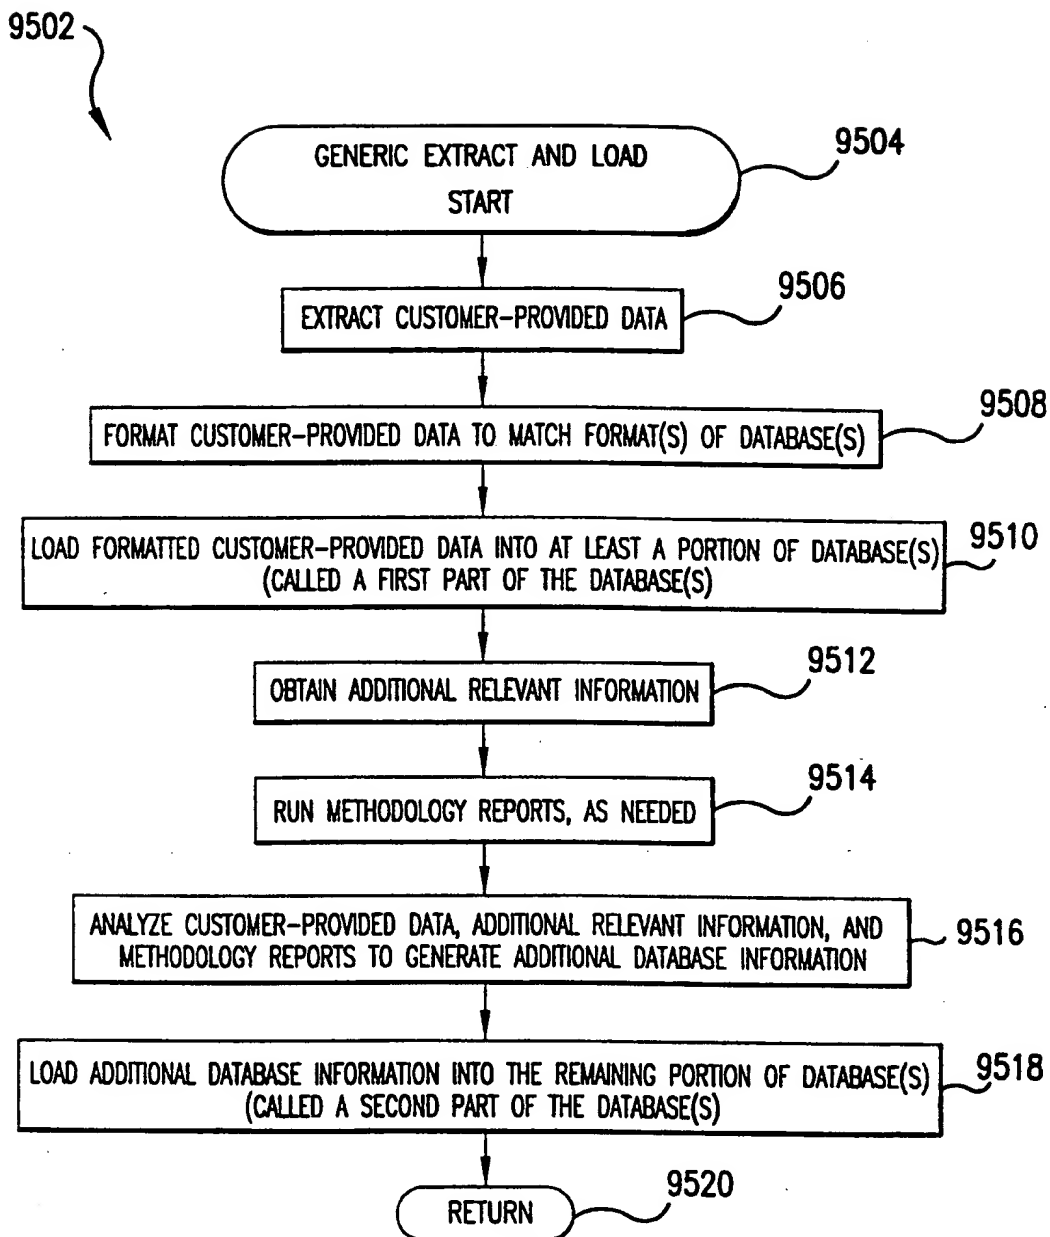 9502
GENERIC EXTRACT AND LOAD
START
9504
EXTRACT CUSTOMER-PROVIDED DATA
9506
FORMAT CUSTOMER-PROVIDED DATA TO MATCH FORMAT(S) OF DATABASE(S)
9508
LOAD FORMATTED CUSTOMER-PROVIDED DATA INTO AT LEAST A PORTION OF DATABASE(S)
(CALLED A FIRST PART OF THE DATABASE(S)
9510
OBTAIN ADDITIONAL RELEVANT INFORMATION
9512
RUN METHODOLOGY REPORTS, AS NEEDED
9514
ANALYZE CUSTOMER-PROVIDED DATA, ADDITIONAL RELEVANT INFORMATION, AND
METHODOLOGY REPORTS TO GENERATE ADDITIONAL DATABASE INFORMATION
9516
LOAD ADDITIONAL DATABASE INFORMATION INTO THE REMAINING PORTION OF DATABASE(S)
(CALLED A SECOND PART OF THE DATABASE(S)
9518
RETURN
9520